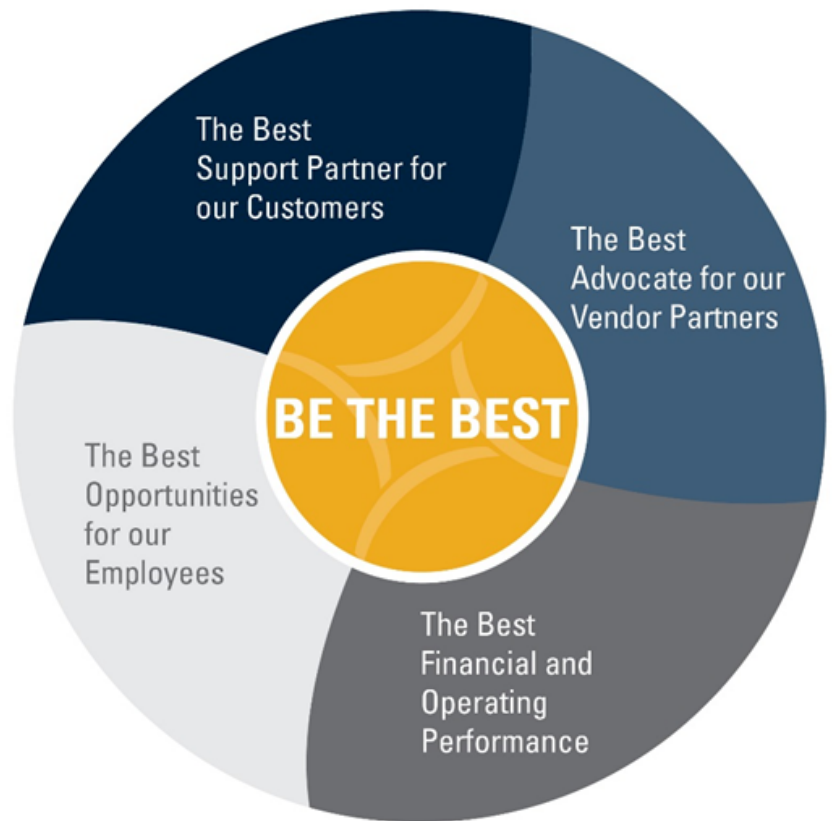 The Best
Support Partner for
our Customers
The Best
Advocate for our
Vendor Partners
BE THE BEST
The Best
Opportunities
for our
Employees
The Best
Financial and
Operating
Performance